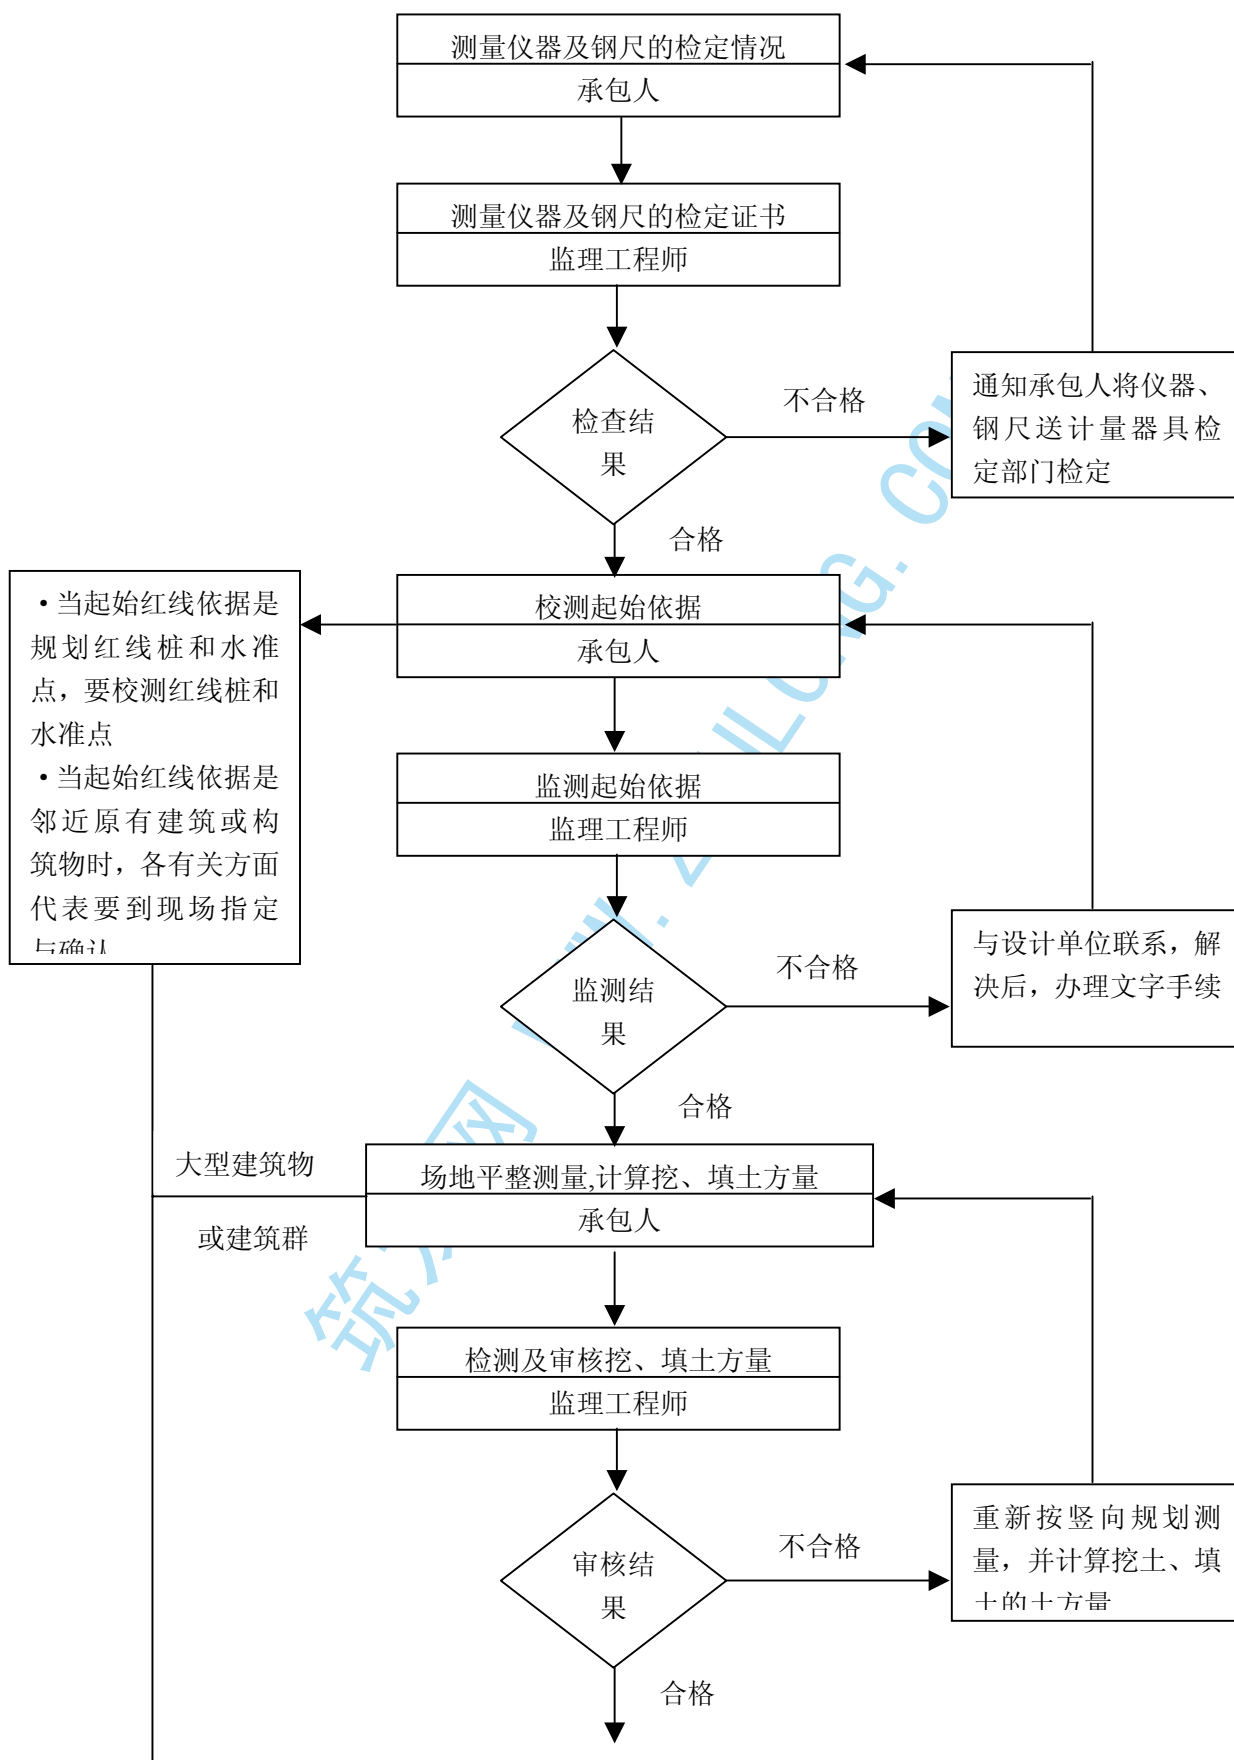 测量仪器及钢尺的检定情况
承包人
测量仪器及钢尺的检定证书
监理工程师
检查结
果
不合格
通知承包人将仪器、
钢尺送计量器具检
定部门检定
合格
校测起始依据
承包人
·当起始红线依据是
规划红线桩和水准
点，要校测红线桩和
水准点
·当起始红线依据是
邻近原有建筑或构
筑物时，各有关方面
代表要到现场指定
与确认
监测起始依据
监理工程师
监测结
果
不合格
与设计单位联系，解
决后，办理文字手续
合格
大型建筑物
或建筑群
场地平整测量,计算挖、填土方量
承包人
检测及审核挖、填土方量
监理工程师
审核结
果
不合格
重新按竖向规划测
量，并计算挖土、填
土的土方量
合格